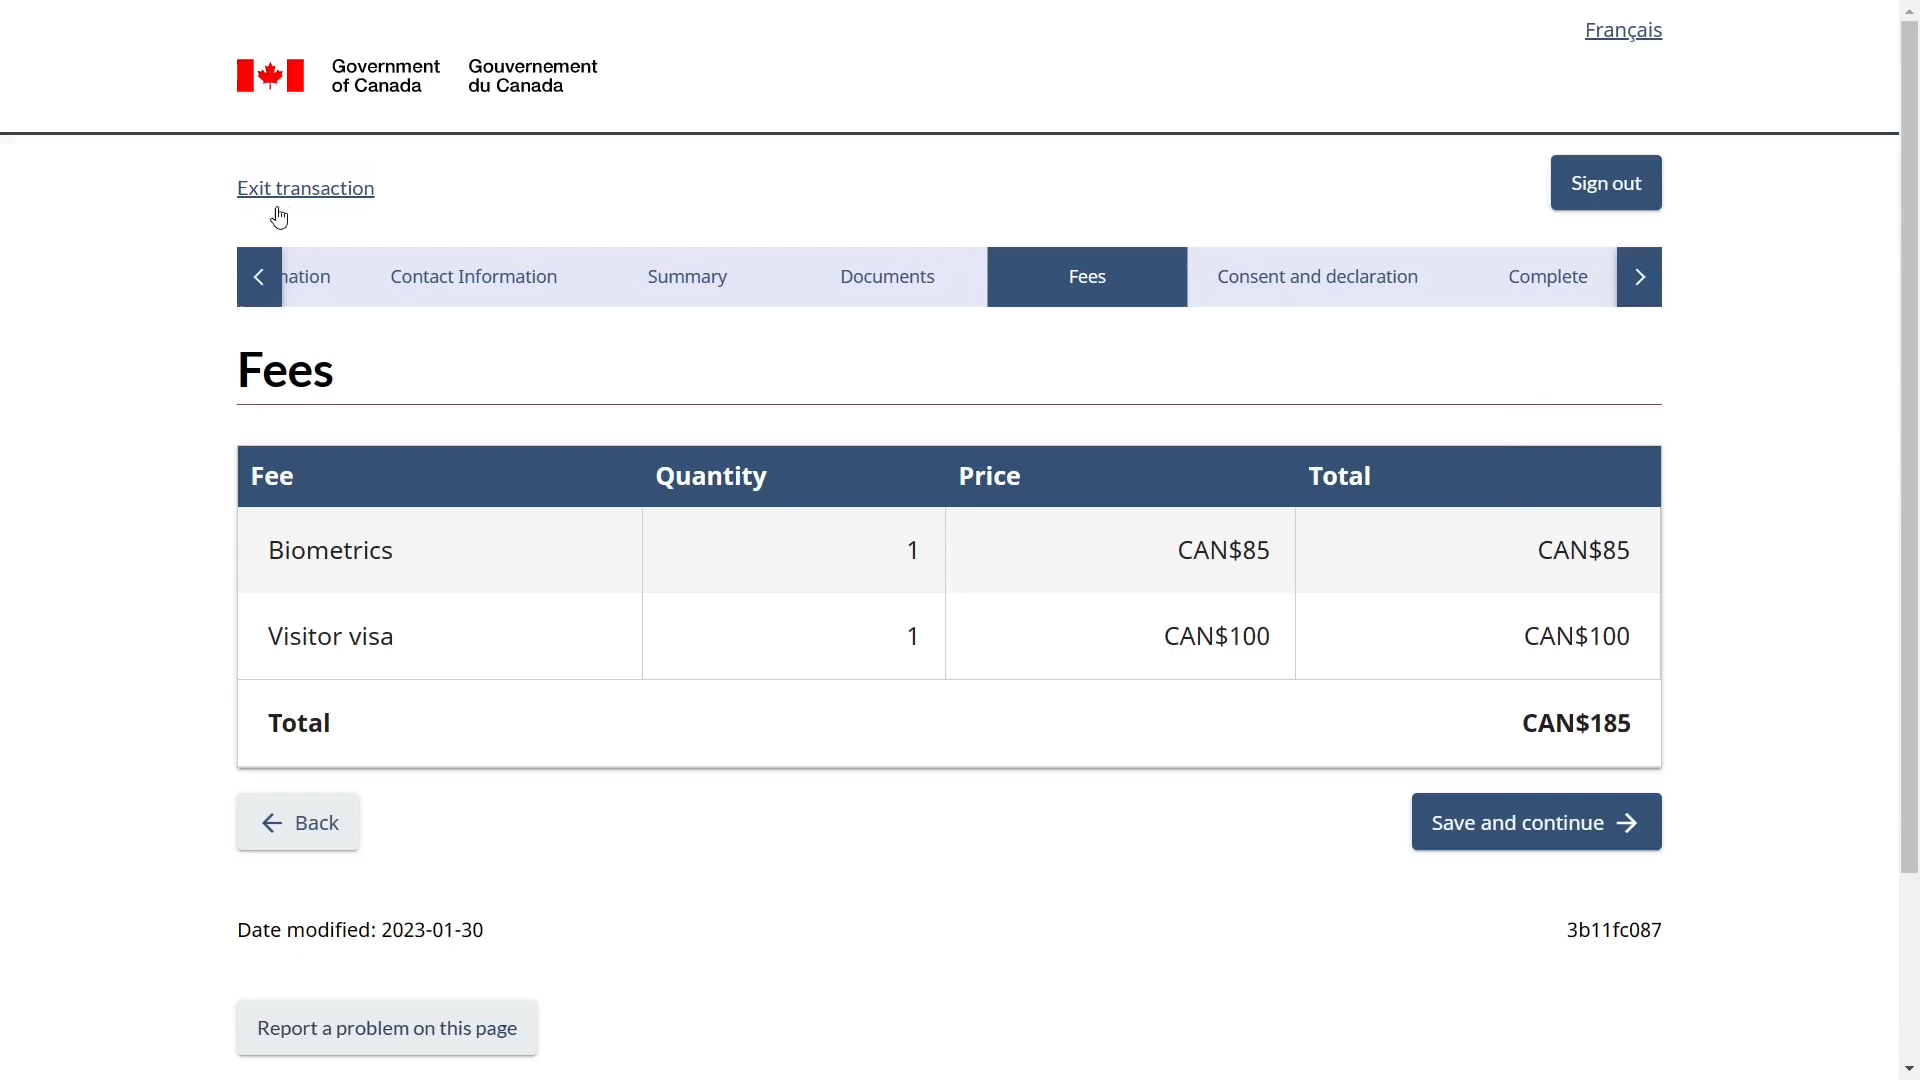 Français
Government
of Canada
Gouvernement
du Canada
Exit transaction
Sign out
Contact Information
Summary
Documents
Fees
Consent and declaration
Complete
Fees
Fee Quantity Price Total
Biometrics 1 CAN$85 CAN$85
Visitor visa 1 CAN$100 CAN$100
Total CAN$185
Back
Save and continue
Date modified: 2023-01-30
3b11fc087
Report a problem on this page